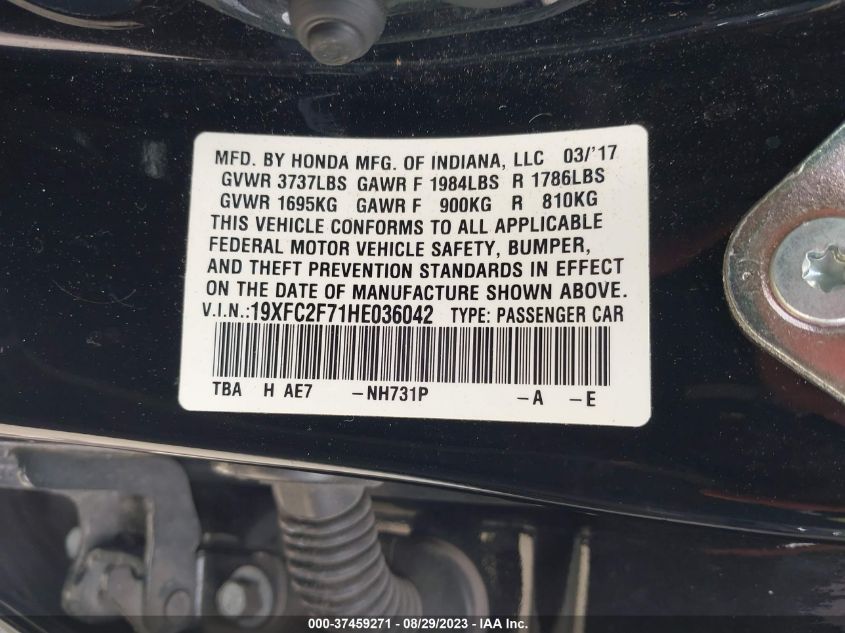 MFD. BY HONDA MFG. OF INDIANA, LLC 03/'17
GVWR 3737LBS GAWR F 1984LBS R 1786LBS
GVWR 1695KG GAWR F 900KG R 810KG
THIS VEHICLE CONFORMS TO ALL APPLICABLE
FEDERAL MOTOR VEHICLE SAFETY, BUMPER,
AND THEFT PREVENTION STANDARDS IN EFFECT
ON THE DATE OF MANUFACTURE SHOWN ABOVE.
V.I.N.:19XFC2F71HE036042 TYPE: PASSENGER CAR
TBA H AE7 -NH731P -A -E
000-37459271 - 08/29/2023 - IAA Inc.